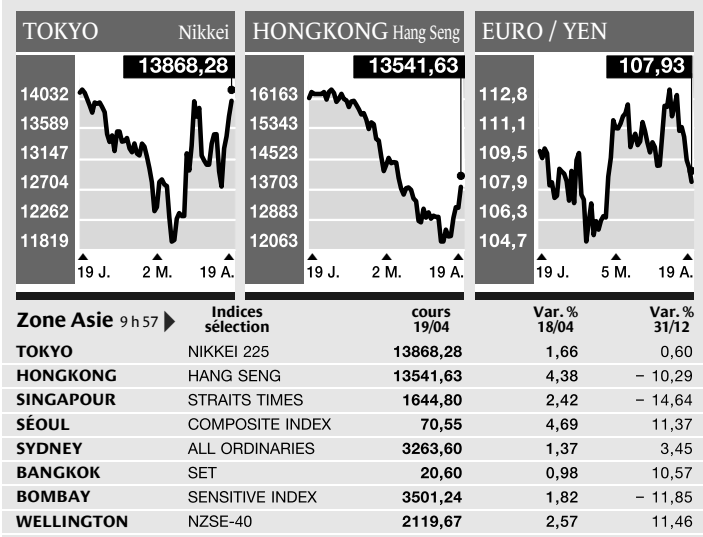 TOKYO Nikkei
13868,28
14032
13589
13147
12704
12262
11819
19 J. 2 M. 19 A.
HONGKONG Hang Seng
13541,63
16163
15343
14523
13703
12883
12063
19 J. 2 M. 19 A.
EURO / YEN
107,93
112,8
111,1
109,5
107,9
106,3
104,7
19 J. 5 M. 19 A.
Zone Asie 9 h 57 Indices sélection cours 19/04 Var. % 18/04 Var. % 31/12
TOKYO NIKKEI 225 13868,28 1,66 0,60
HONGKONG HANG SENG 13541,63 4,38 – 10,29
SINGAPOUR STRAITS TIMES 1644,80 2,42 – 14,64
SÉOUL COMPOSITE INDEX 70,55 4,69 11,37
SYDNEY ALL ORDINARIES 3263,60 1,37 3,45
BANGKOK SET 20,60 0,98 10,57
BOMBAY SENSITIVE INDEX 3501,24 1,82 – 11,85
WELLINGTON NZSE-40 2119,67 2,57 11,46